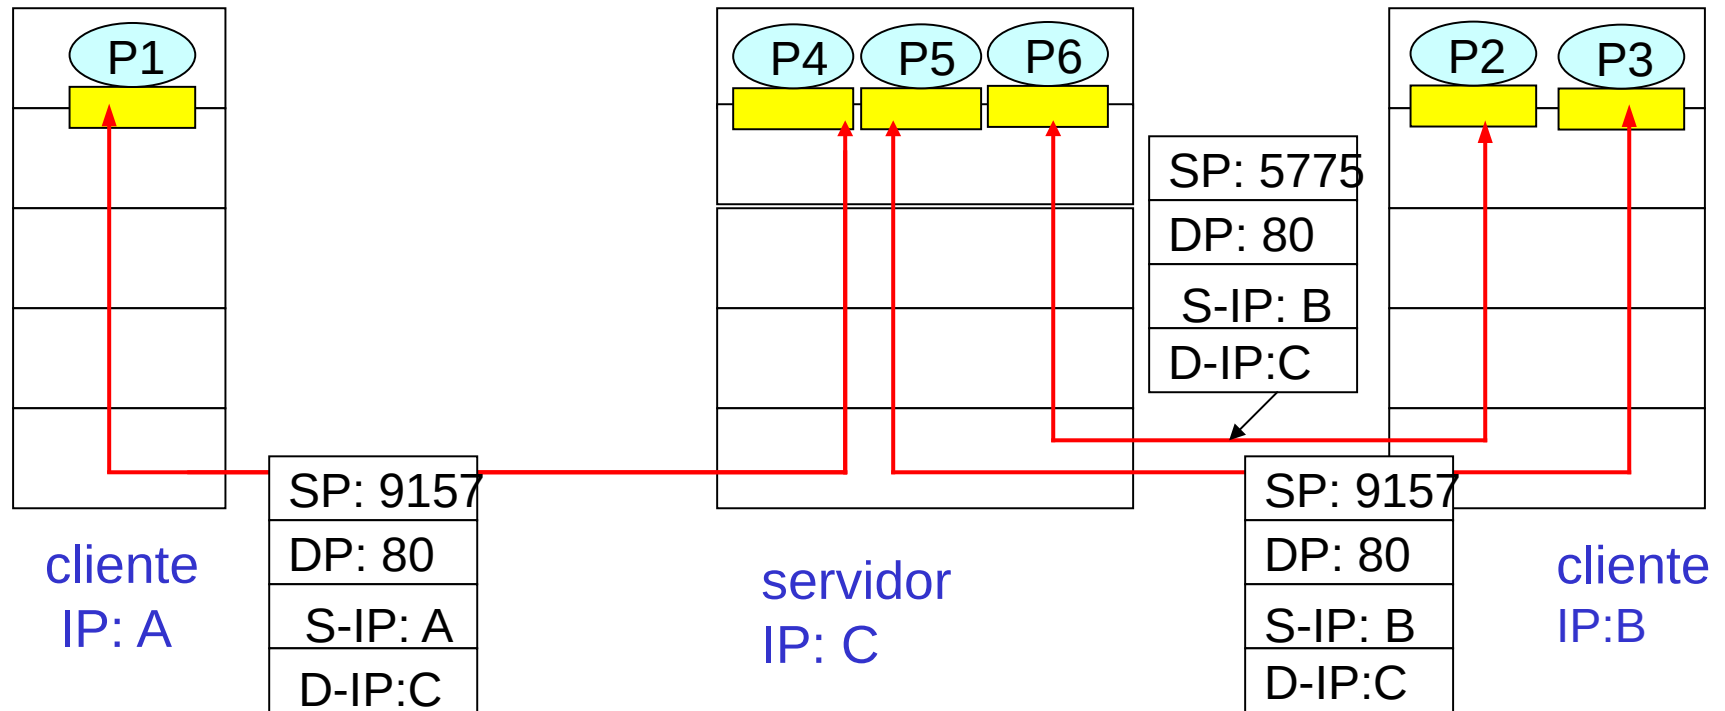 P1
P4
P5
P6
P2
P3
SP: 5775
DP: 80
S-IP: B
D-IP:C
SP: 9157
DP: 80
S-IP: A
D-IP:C
SP: 9157
DP: 80
S-IP: B
D-IP:C
cliente
IP: A
servidor
IP: C
cliente
IP:B